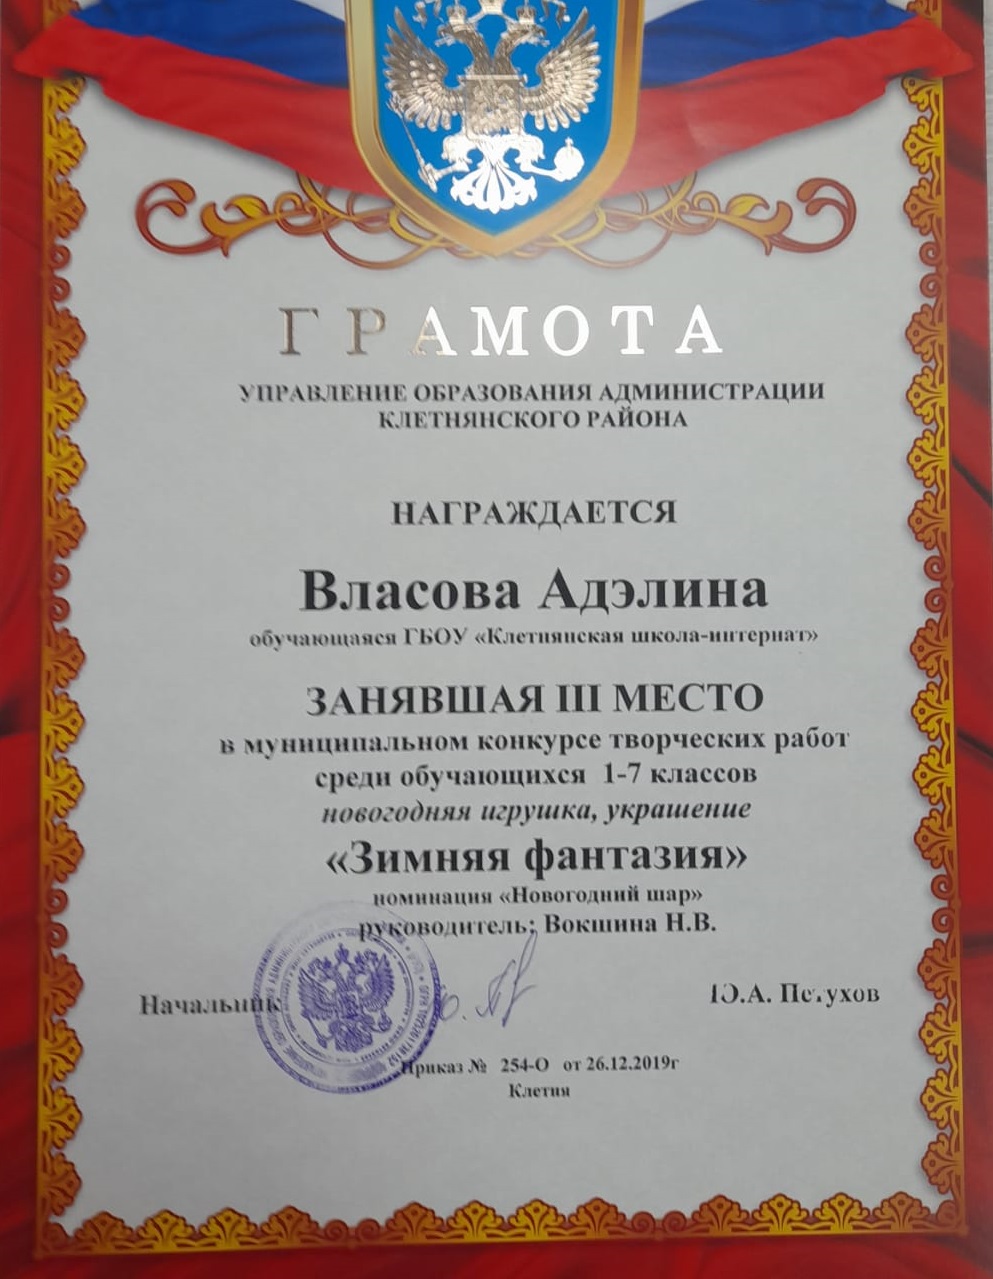 ГРАМОТА
УПРАВЛЕНИЕ ОБРАЗОВАНИЯ АДМИНИСТРАЦИИ
КЛЕТНЯНСКОГО РАЙОНА
НАГРАЖДАЕТСЯ
Власова Адэлина
обучающаяся ГБОУ «Клетнянская школа-интернат»
ЗАНЯВШАЯ III МЕСТО
в муниципальном конкурсе творческих работ
среди обучающихся 1-7 классов
новогодняя игрушка, украшение
«Зимняя фантазия»
номинация «Новогодний шар»
руководитель: Вокшина Н.В.
Начальник
Ю.А. Петухов
Приказ № 254-О от 26.12.2019г
Клетня